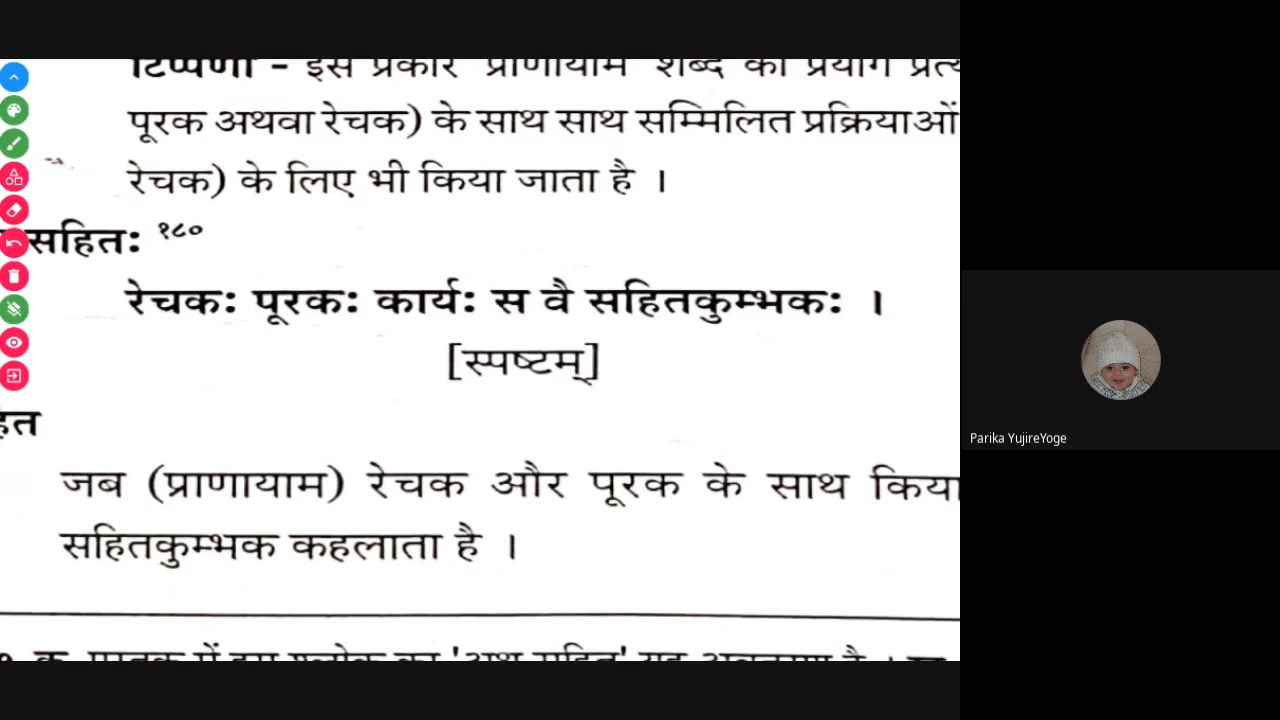 टिप्पणी - इस प्रकार प्राणायाम शब्द का प्रयोग
पूरक अथवा रेचक) के साथ साथ सम्मिलित प्रक्रियाओं
रेचक) के लिए भी किया जाता है ।
सहितः १८०
रेचकः पूरकः कार्यः स वै सहितकुम्भकः ।
[स्पष्टम्]
जब (प्राणायाम) रेचक और पूरक के साथ किया
सहितकुम्भक कहलाता है ।
Parika YujireYoge